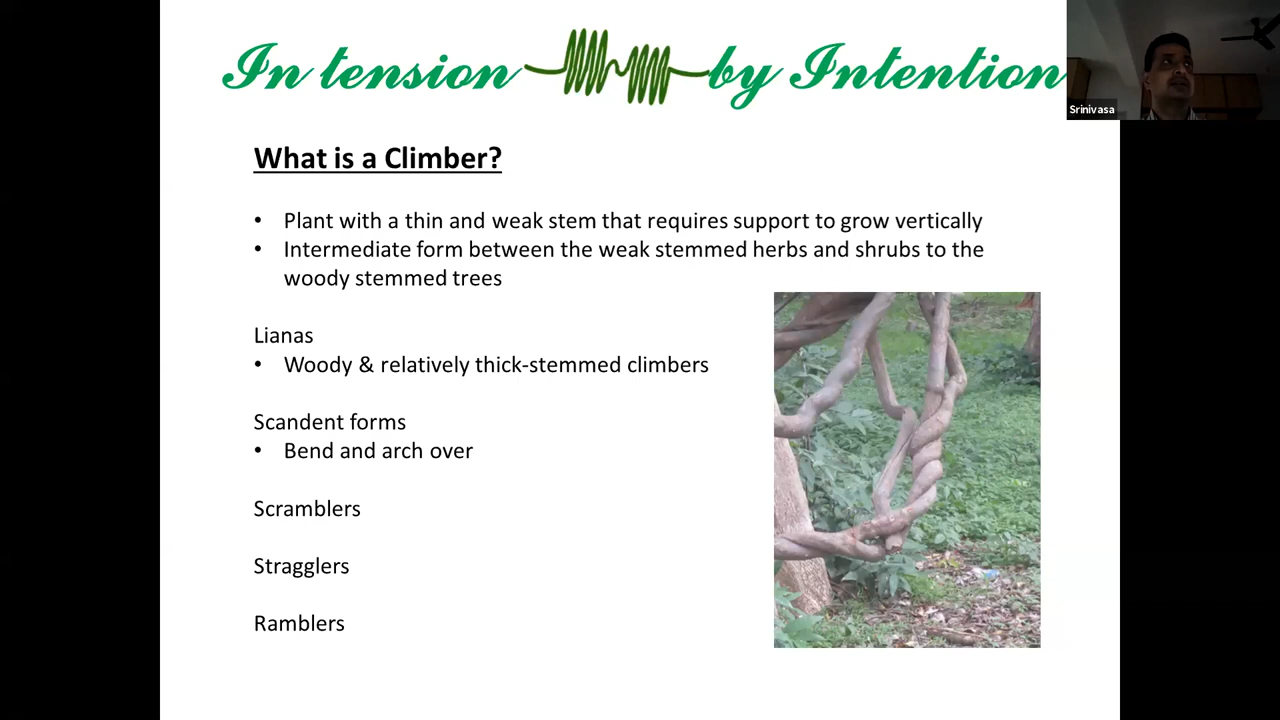 In tension by Intention
Srinivasa
What is a Climber?
• Plant with a thin and weak stem that requires support to grow vertically
• Intermediate form between the weak stemmed herbs and shrubs to the
woody stemmed trees
Lianas
• Woody & relatively thick-stemmed climbers
Scandent forms
• Bend and arch over
Scramblers
Stragglers
Ramblers